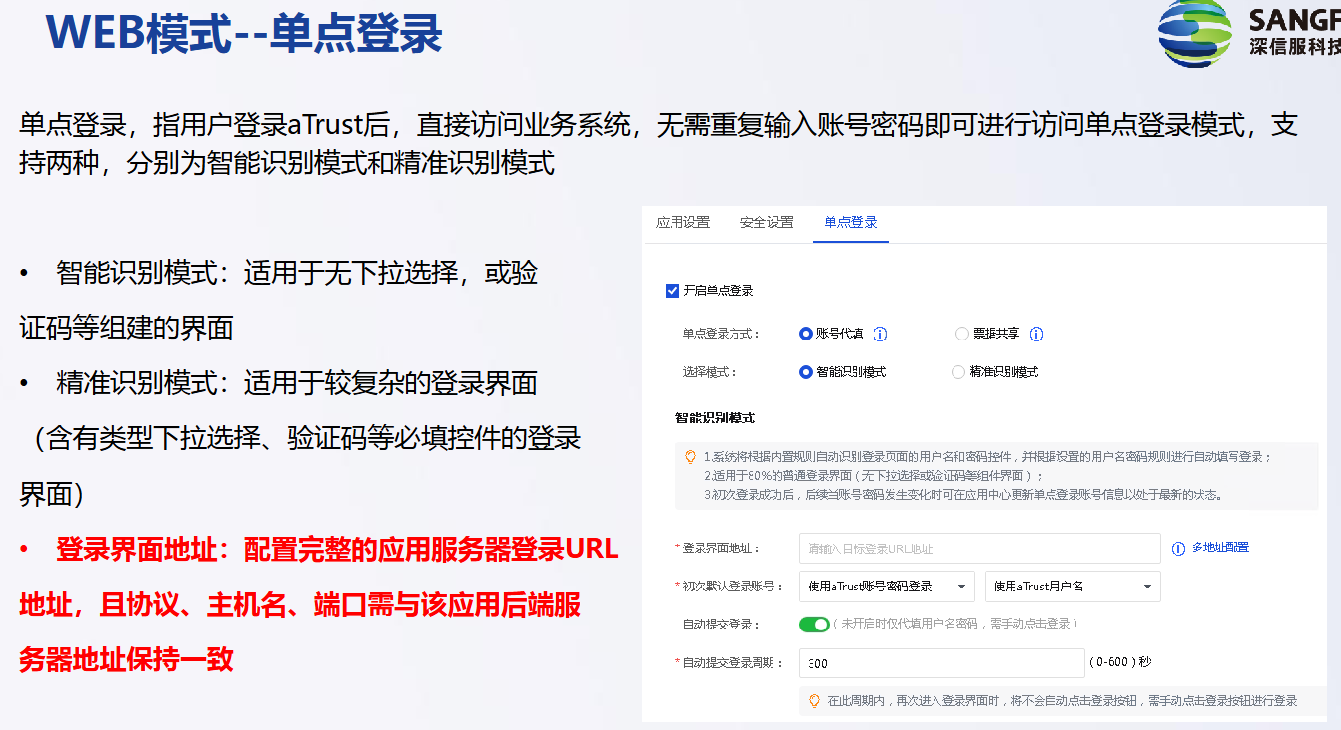 WEB模式--单点登录
SANGF
深信服科技
单点登录，指用户登录aTrust后，直接访问业务系统，无需重复输入账号密码即可进行访问单点登录模式，支
持两种，分别为智能识别模式和精准识别模式
• 智能识别模式：适用于无下拉选择，或验
证码等组建的界面
• 精准识别模式：适用于较复杂的登录界面
（含有类型下拉选择、验证码等必填控件的登录
界面）
• 登录界面地址：配置完整的应用服务器登录URL
地址，且协议、主机名、端口需与该应用后端服
务器地址保持一致
应用设置 安全设置 单点登录
开启单点登录
单点登录方式： 账号代填 票据共享
选择模式： 智能识别模式 精准识别模式
智能识别模式
1.系统将根据内置规则自动识别登录页面的用户名和密码控件，并根据设置的用户名密码规则进行自动填写登录；
2.适用于80%的普通登录界面（无下拉选择或验证码等组件界面）；
3.初次登录成功后，后续当账号密码发生变化时可在应用中心更新单点登录账号信息以处于最新的状态。
*登录界面地址： 请输入目标登录URL地址 多地址配置
*初次默认登录账号： 使用aTrust账号密码登录 使用aTrust用户名
自动提交登录： （未开启时仅代填用户名密码，需手动点击登录）
*自动提交登录周期： 300 （0-600）秒
在此周期内，再次进入登录界面时，将不会自动点击登录按钮，需手动点击登录按钮进行登录